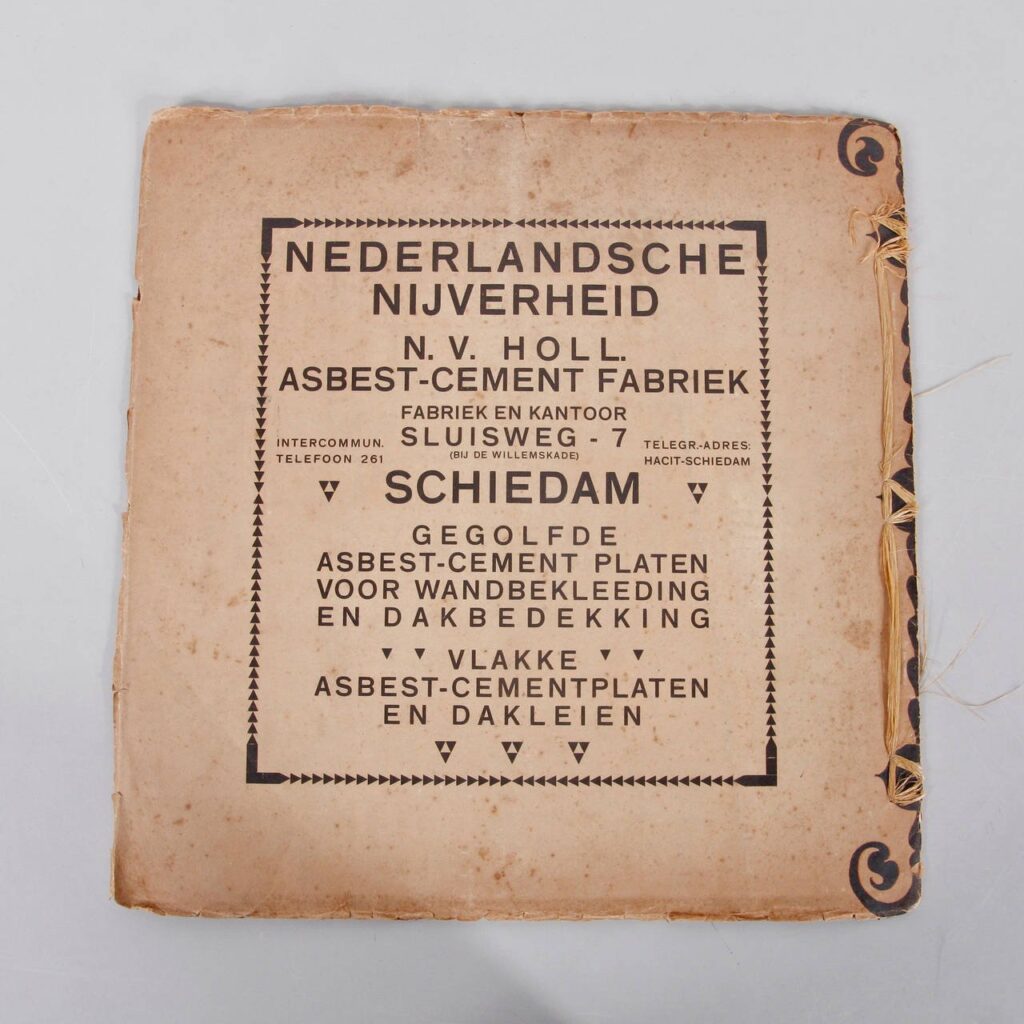 NEDERLANDSCHE
NIJVERHEID
N. V. HOLL.
ASBEST-CEMENT FABRIEK
FABRIEK EN KANTOOR
SLUISWEG - 7
(BIJ DE WILLEMSKADE)
INTERCOMMUN.
TELEFOON 261
TELEGR.-ADRES:
HACIT-SCHIEDAM
SCHIEDAM
GEGOLFDE
ASBEST-CEMENT PLATEN
VOOR WANDBEKLEEDING
EN DAKBEDEKKING
VLAKKE
ASBEST-CEMENTPLATEN
EN DAKLEIEN